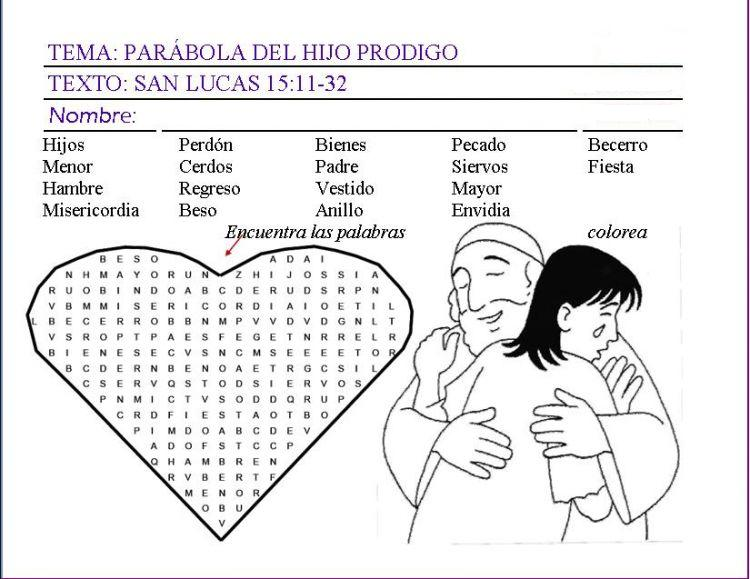 TEMA: PARÁBOLA DEL HIJO PRODIGO
TEXTO: SAN LUCAS 15:11-32
Nombre:
Hijos Perdón Bienes Pecado Becerro
Menor Cerdos Padre Siervos Fiesta
Hambre Regreso Vestido Mayor
Misericordia Beso Anillo Envidia
Encuentra las palabras colorea
B E S O A D A I
N H M A Y O R U N Z H I J O S S I A
R U O B I N D O A B C D E R U D S R P N
V B M M I S E R I C O R D I A I O E T I L
L B E C E R R O B B N M P V V D V D G N L T
V S R O P T P A E S F E G E T N R R E L R
B I E N E S E C V S N C M S E E E E T O R
B C D E R N B E N O A E T R G C S I L
C S E R V Q S T O D S I E R V O S
P N M I C T V S O D D Q R U P
C R D F I E S T A O T B O
P I M D O A B C D E V
A D O F S T C C P
Q H A M B R E N
R V B E R T F
M E N O R
O B U
V